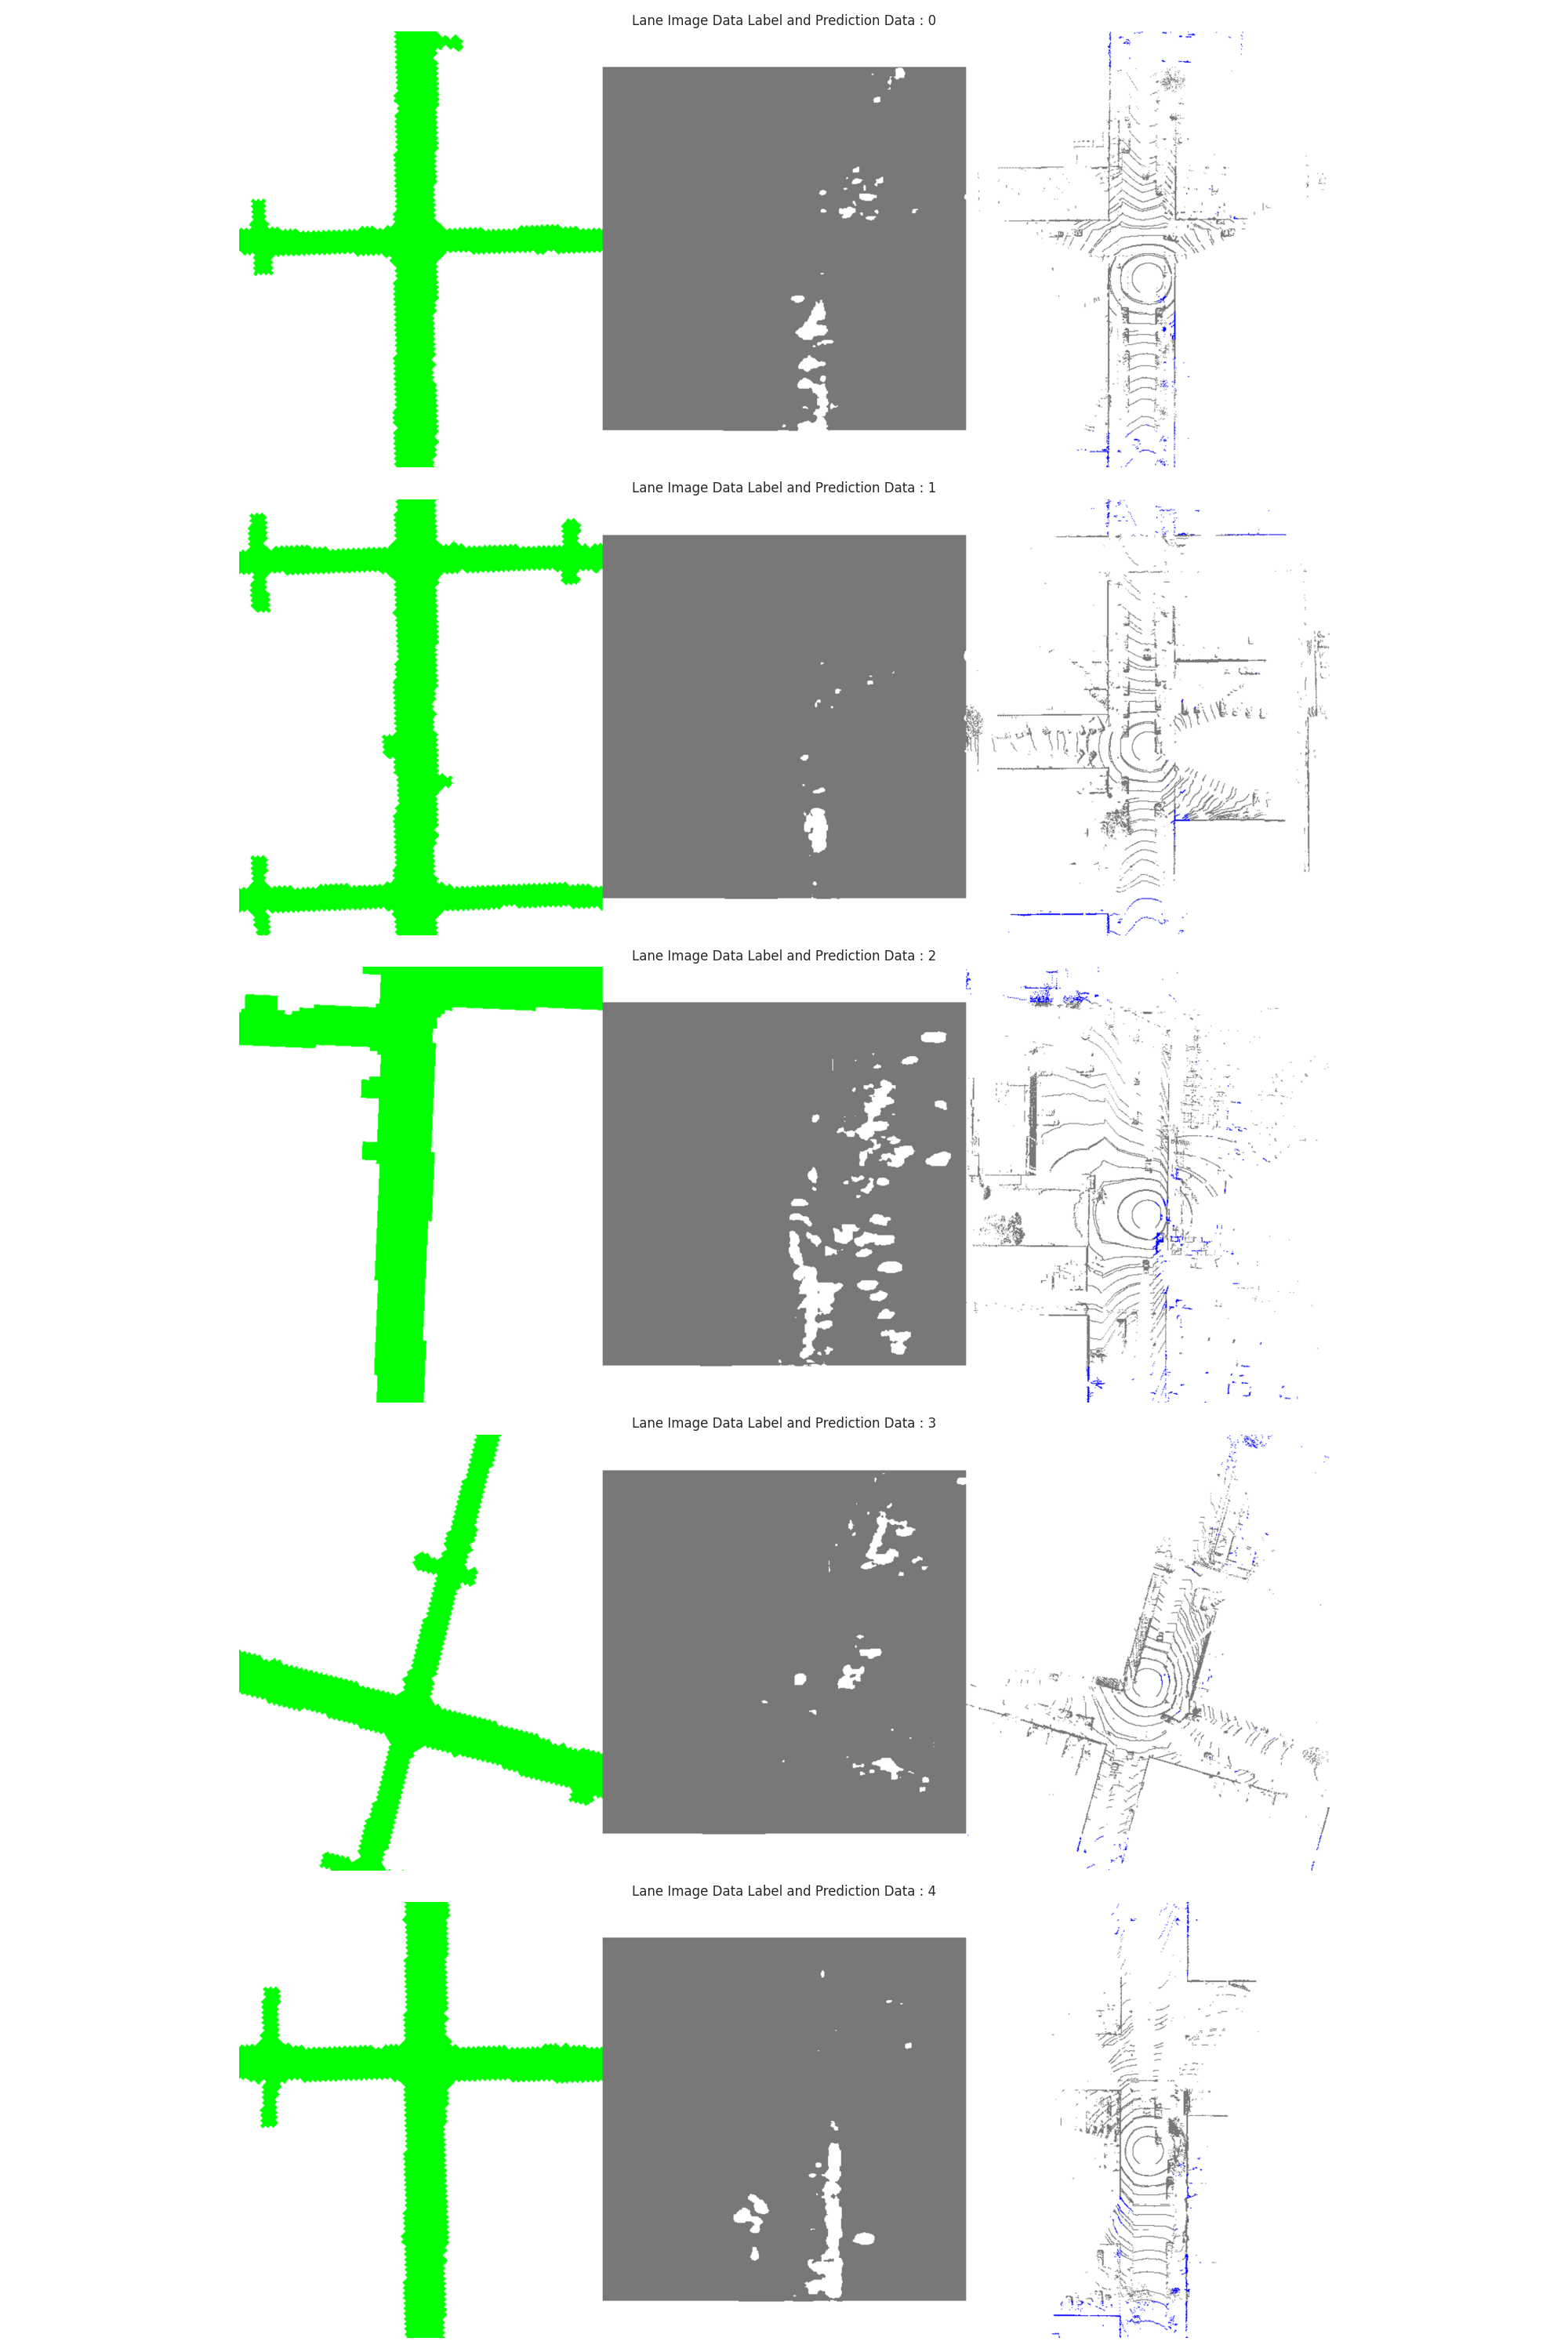 Lane Image Data Label and Prediction Data : 0
Lane Image Data Label and Prediction Data : 1
Lane Image Data Label and Prediction Data : 2
Lane Image Data Label and Prediction Data : 3
Lane Image Data Label and Prediction Data : 4